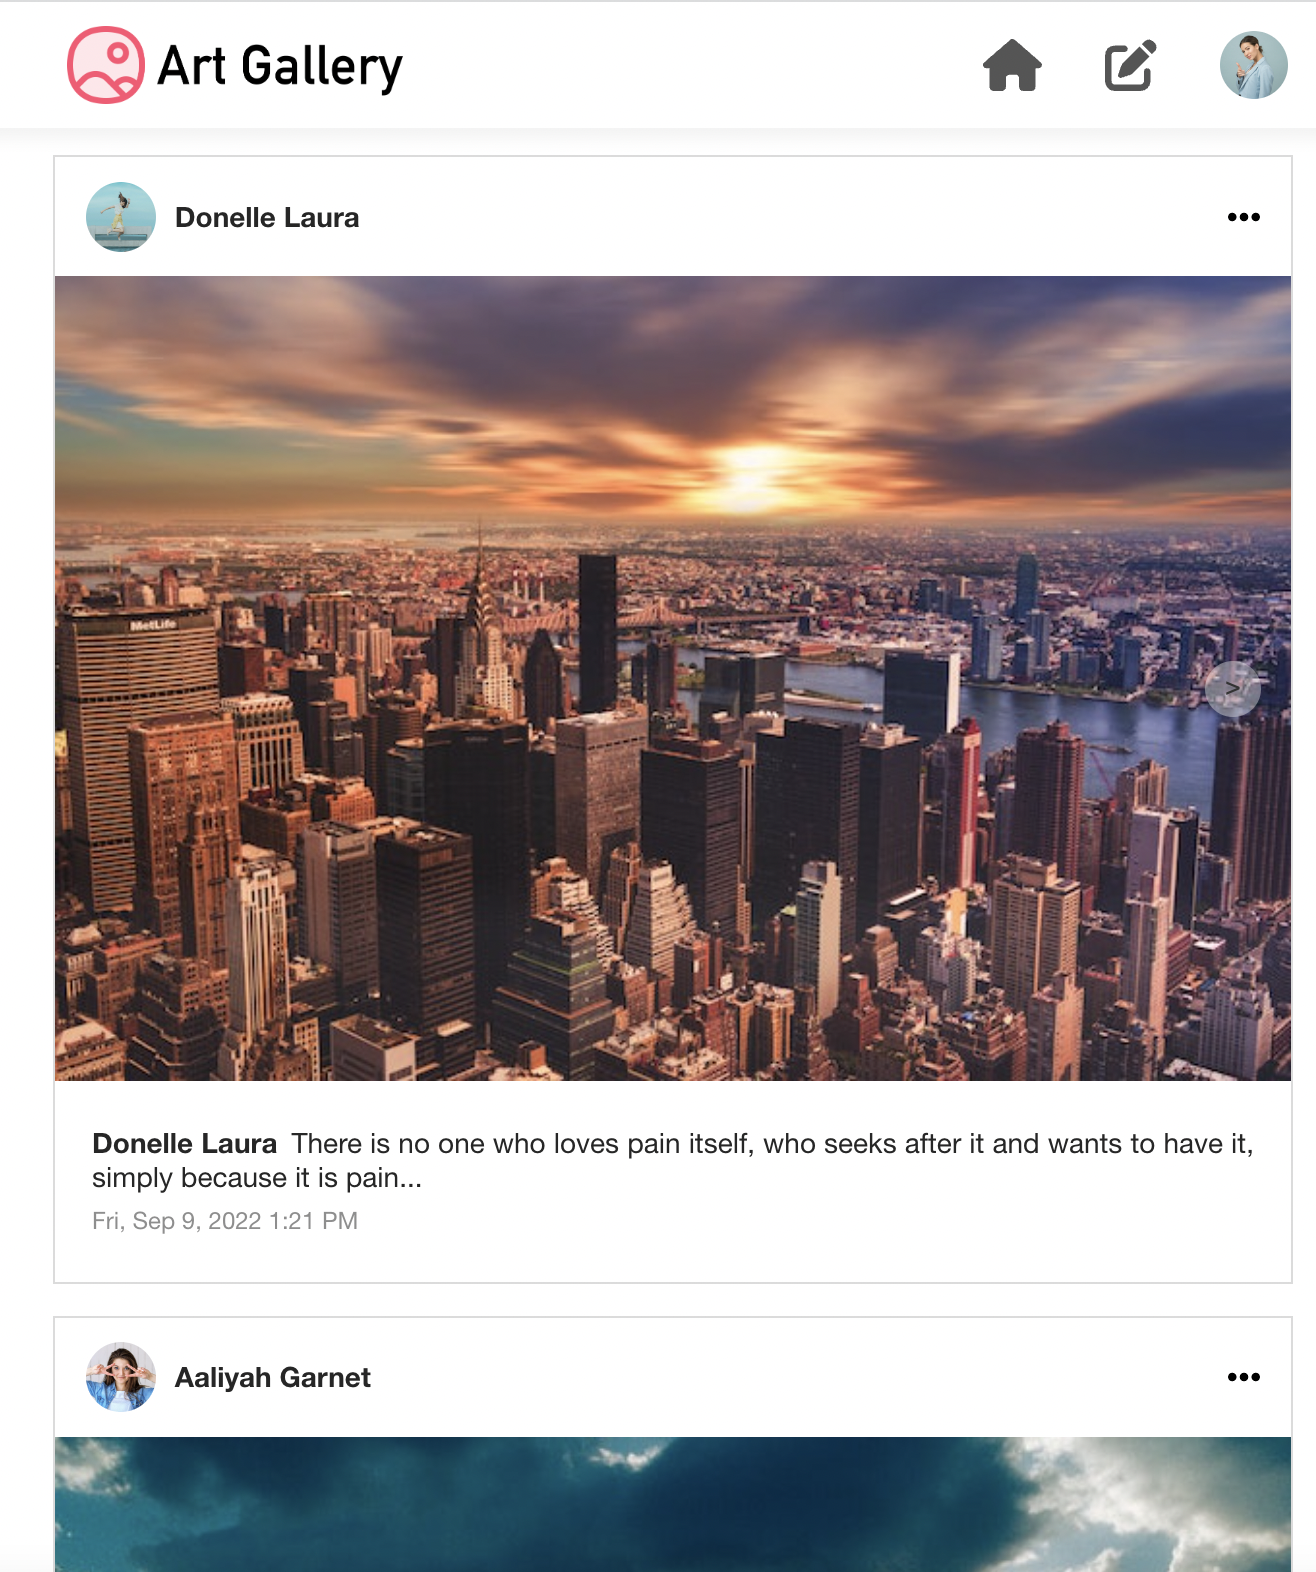 Art Gallery
Donelle Laura
MetLife
>
Donelle Laura There is no one who loves pain itself, who seeks after it and wants to have it,
simply because it is pain...
Fri, Sep 9, 2022 1:21 PM
Aaliyah Garnet